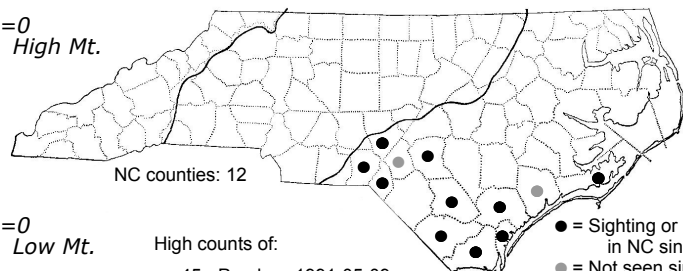 =0
High Mt.
NC counties: 12
=0
Low Mt.
High counts of:
= Sighting or
in NC sin
= Not seen sin